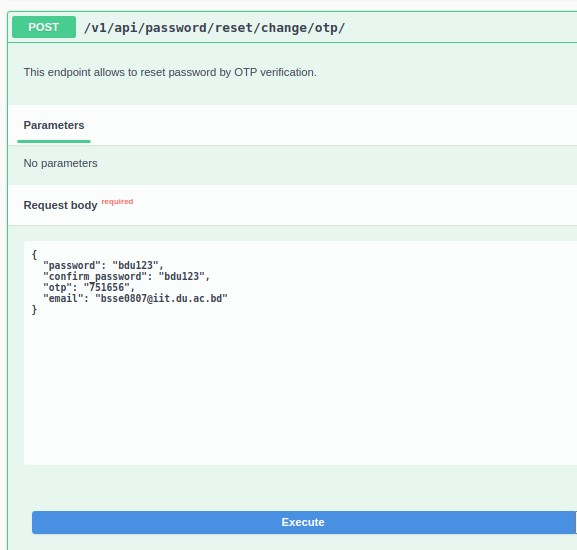 POST /v1/api/password/reset/change/otp/
This endpoint allows to reset password by OTP verification.
Parameters
No parameters
Request body required
{
"password": "bdu123",
"confirm_password": "bdu123",
"otp": "751656",
"email": "bsse0807@iit.du.ac.bd"
}
Execute